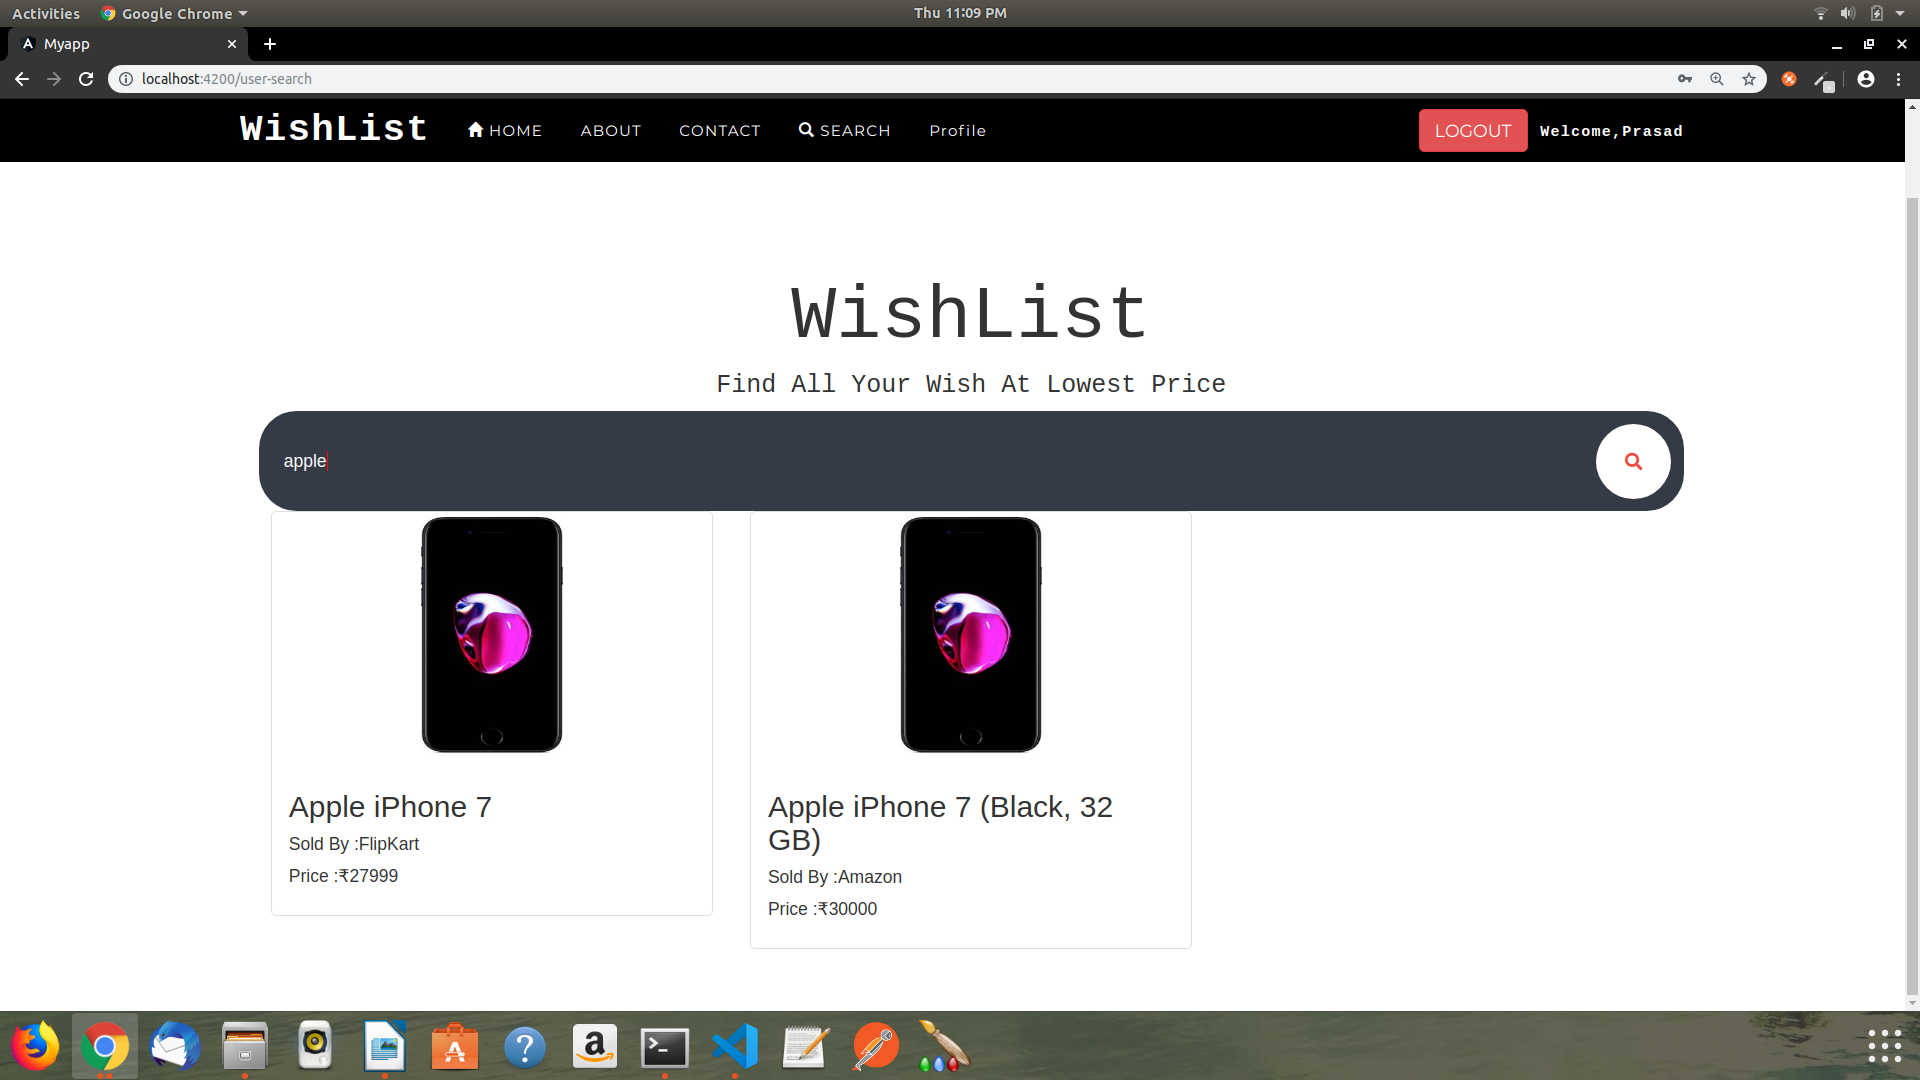 Activities Google Chrome Thu 11:09 PM
Myapp
localhost:4200/user-search
WishList HOME ABOUT CONTACT SEARCH Profile LOGOUT Welcome,Prasad
WishList
Find All Your Wish At Lowest Price
apple
Apple iPhone 7
Sold By :FlipKart
Price :₹27999
Apple iPhone 7 (Black, 32
GB)
Sold By :Amazon
Price :₹30000